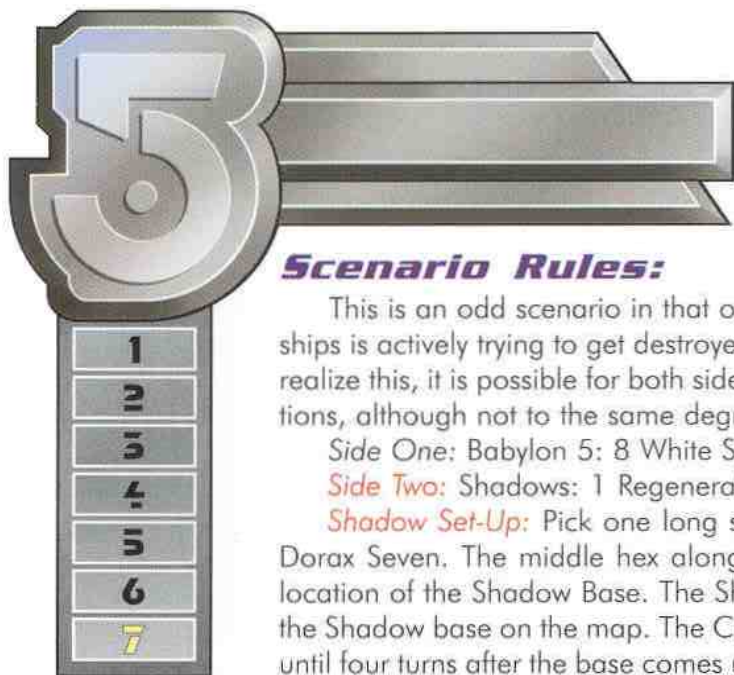 5
1
2
3
4
5
6
7
Scenario Rules:
This is an odd scenario in that o
ships is actively trying to get destroye
realize this, it is possible for both side
tions, although not to the same degr
Side One: Babylon 5: 8 White S
Side Two: Shadows: 1 Regenera
Shadow Set-Up: Pick one long s
Dorax Seven. The middle hex along
location of the Shadow Base. The Sh
the Shadow base on the map. The C
until four turns after the base comes